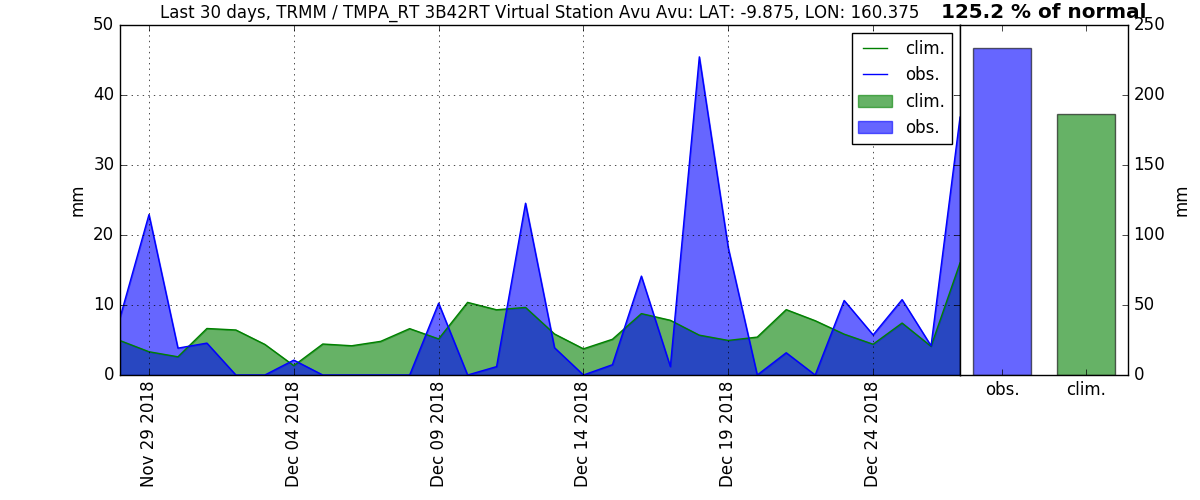 Last 30 days, TRMM / TMPA_RT 3B42RT Virtual Station Avu Avu: LAT: -9.875, LON: 160.375
125.2 % of normal
50
40
30
20
10
0
mm
clim.
obs.
clim.
obs.
Nov 29 2018
Dec 04 2018
Dec 09 2018
Dec 14 2018
Dec 19 2018
Dec 24 2018
250
200
150
100
50
0
mm
obs.
clim.